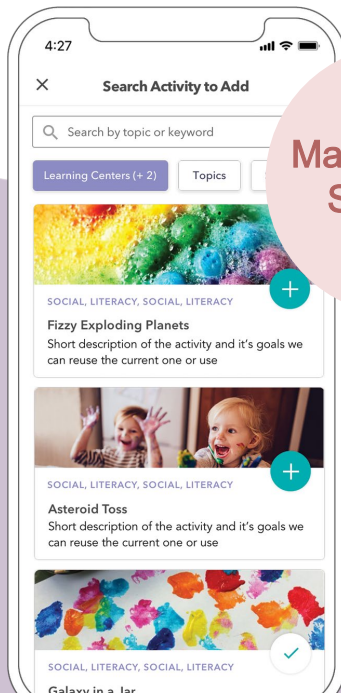 4:27
Search Activity to Add
Search by topic or keyword
Learning Centers (+ 2)
Topics
SOCIAL, LITERACY, SOCIAL, LITERACY
Fizzy Exploding Planets
Short description of the activity and it's goals we
can reuse the current one or use
SOCIAL, LITERACY, SOCIAL, LITERACY
Asteroid Toss
Short description of the activity and it's goals we
can reuse the current one or use
SOCIAL, LITERACY, SOCIAL, LITERACY
Galaxy in a Jar